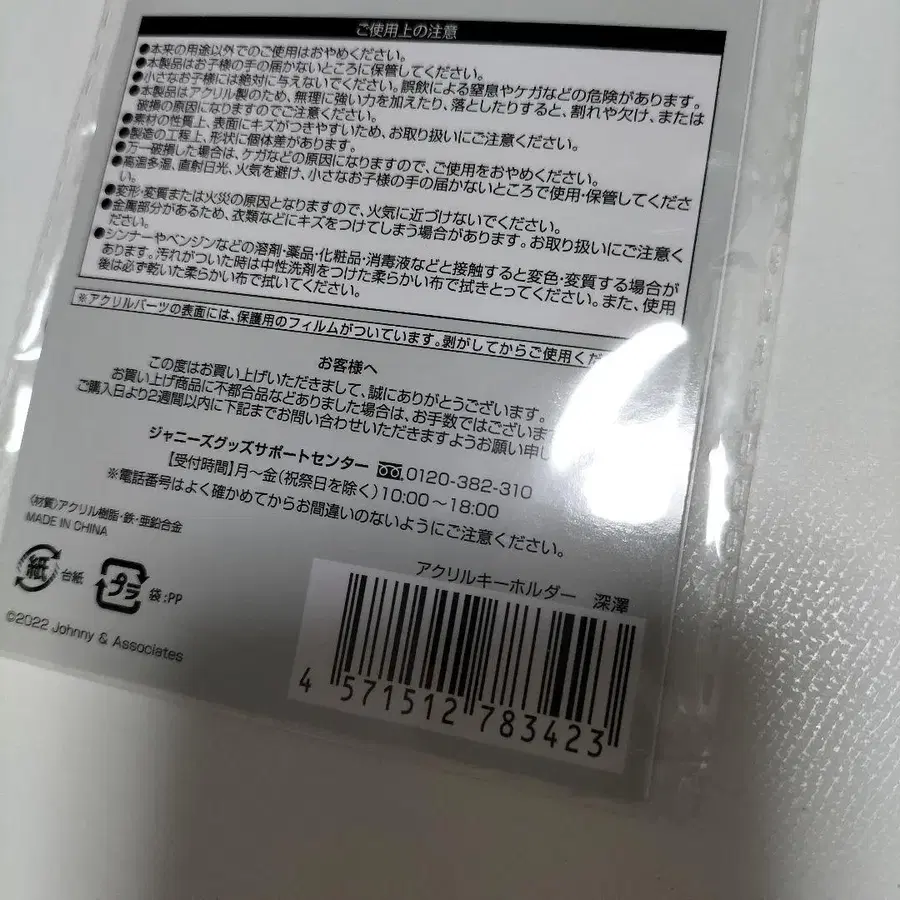 ご使用上の注意
●本来の用途以外でのご使用はおやめください。
●本製品はお子様の手の届かないところに保管してください。
●小さなお子様には絶対に与えないでください。誤飲による窒息やケガなどの危険があります。
●本製品はアクリル製のため、無理に強い力を加えたり、落としたりすると、割れや欠け、または
破損の原因になりますのでご注意ください。
●素材の性質上、表面にキズがつきやすいため、お取り扱いにご注意ください。
●製造の工程上、形状に個体差があります。
●万一破損した場合は、ケガなどの原因になりますので、ご使用をおやめください。
●高温多湿、直射日光、火気を避け、小さなお子様の手の届かないところで使用・保管してくださ
い。
●変形・変質または火災の原因となりますので、火気に近づけないでください。
●金属部分があるため、衣類などにキズをつけてしまう場合があります。お取り扱いにご注意く
ださい。
●シンナーやベンジンなどの溶剤・薬品・化粧品・消毒液などと接触すると変色・変質する場合が
あります。汚れがついた時は中性洗剤をつけた柔らかい布で拭きとってください。また、使用
後は必ず乾いた柔らかい布で拭いてください。
※アクリルパーツの表面には、保護用のフィルムがついています。剥がしてからご使用くだ
お客様へ
この度はお買い上げいただきまして、誠にありがとうございます。
お買い上げ商品に不都合品などありました場合は、お手数ではござい
ご購入日より2週間以内に下記までお問い合わせいただきますようお願い申し
ジャニーズグッズサポートセンター 0120-382-310
【受付時間】月～金(祝祭日を除く)10:00～18:00
※電話番号はよく確かめてからお間違いのないようにご注意ください。
〈材質〉アクリル樹脂・鉄・亜鉛合金
MADE IN CHINA
紙 台紙 プラ 袋:PP
©2022 Johnny & Associates
アクリルキーホルダー 深澤
4 571512 783423